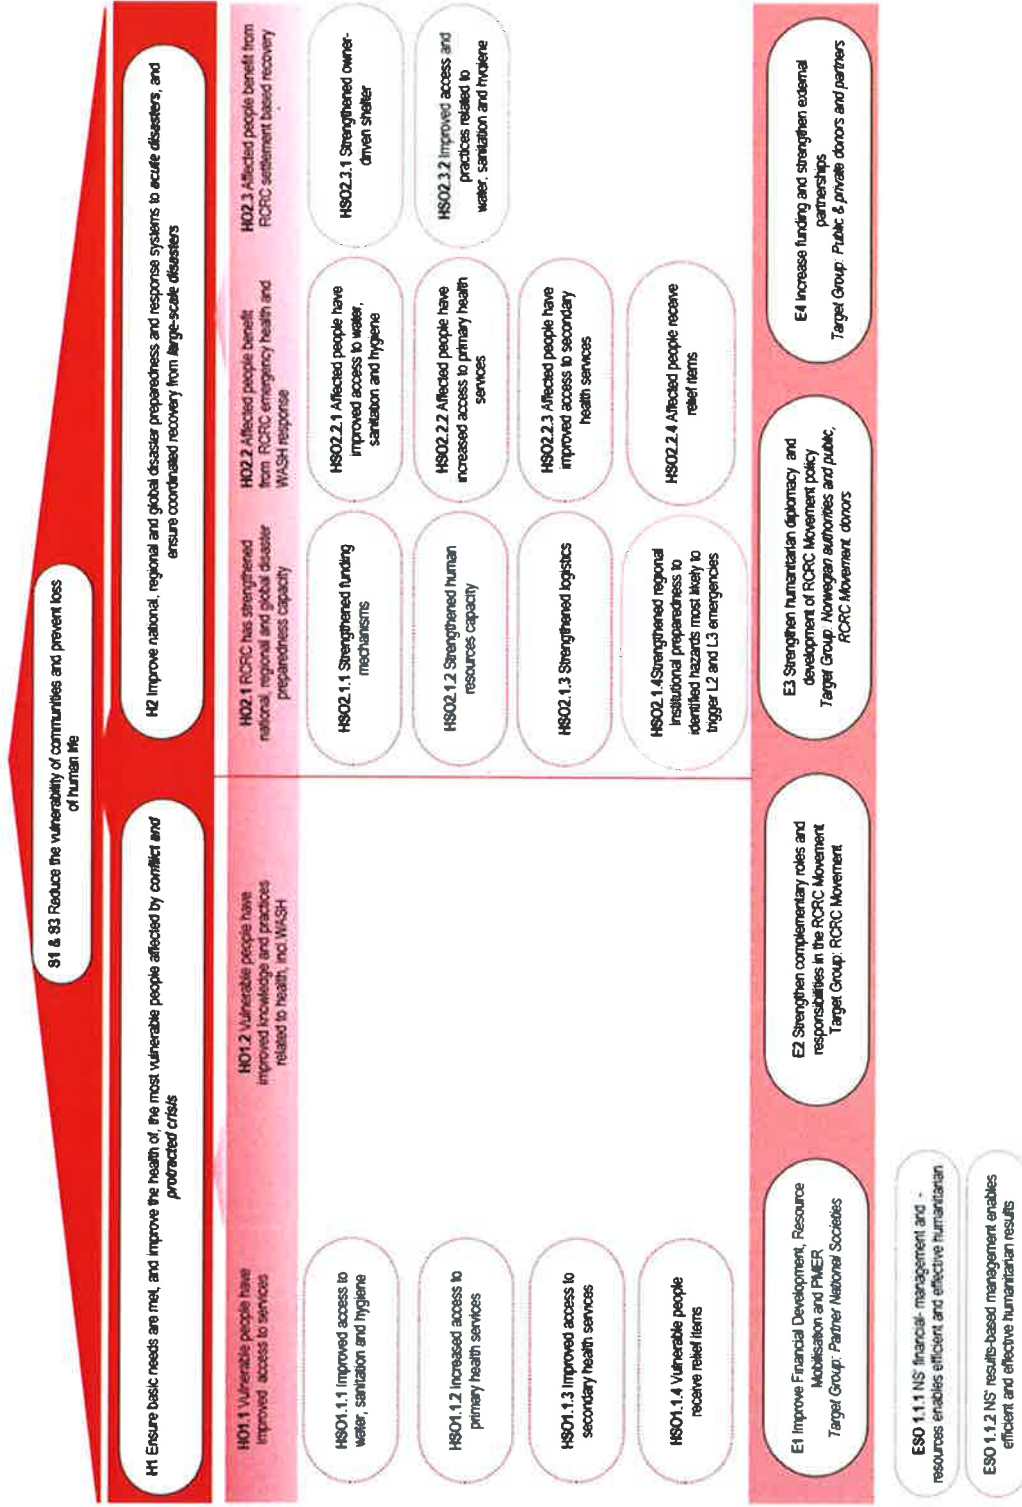 S1 & S3 Reduce the vulnerability of communities and prevent loss
of human life
H1 Ensure basic needs are met, and improve the health of, the most vulnerable people affected by conflict and
protracted crisis
H2 Improve national, regional and global disaster preparedness and response systems to acute disasters, and
ensure coordinated recovery from large-scale disasters
HO1.1 Vulnerable people have
improved access to services
HO1.2 Vulnerable people have
improved knowledge and practices
related to health, incl.WASH
HO2.1 RCRC has strengthened
national, regional and global disaster
preparedness capacity
HO2.2 Affected people benefit
from RCRC emergency health and
WASH response
HO2.3 Affected people benefit from
RCRC settlement based recovery
HSO1.1.1 Improved access to
water, sanitation and hygiene
HSO1.1.2 Increased access to
primary health services
HSO1.1.3 Improved access to
secondary health services
HSO1.1.4 Vulnerable people
receive relief items
HSO2.1.1 Strengthened funding
mechanisms
HSO2.1.2 Strengthened human
resources capacity
HSO2.1.3 Strengthened logistics
HSO2.1.4Strengthened regional
institutional preparedness to
identified hazards most likely to
trigger L2 and L3 emergencies
HSO2.2.1 Affected people have
improved access to water,
sanitation and hygiene
HSO2.2.2 Affected people have
increased access to primary health
services
HSO2.2.3 Affected people have
improved access to secondary
health services
HSO2.2.4 Affected people receive
relief items
HSO2.3.1 Strengthened owner-
driven shelter
HSO2.3.2 Improved access and
practices related to
water, sanitation and hygiene
E1 Improve Financial Development, Resource
Mobilisation and PMER
Target Group: Partner National Societies
E2 Strengthen complementary roles and
responsibilities in the RCRC Movement
Target Group: RCRC Movement
E3 Strengthen humanitarian diplomacy and
development of RCRC Movement policy
Target Group: Norwegian authorities and public,
RCRC Movement, donors
E4 Increase funding and strengthen external
partnerships
Target Group: Public & private donors and partners
ESO 1.1.1 NS' financial- management and -
resources enables efficient and effective humanitarian
ESO 1.1.2 NS' results-based management enables
efficient and effective humanitarian results